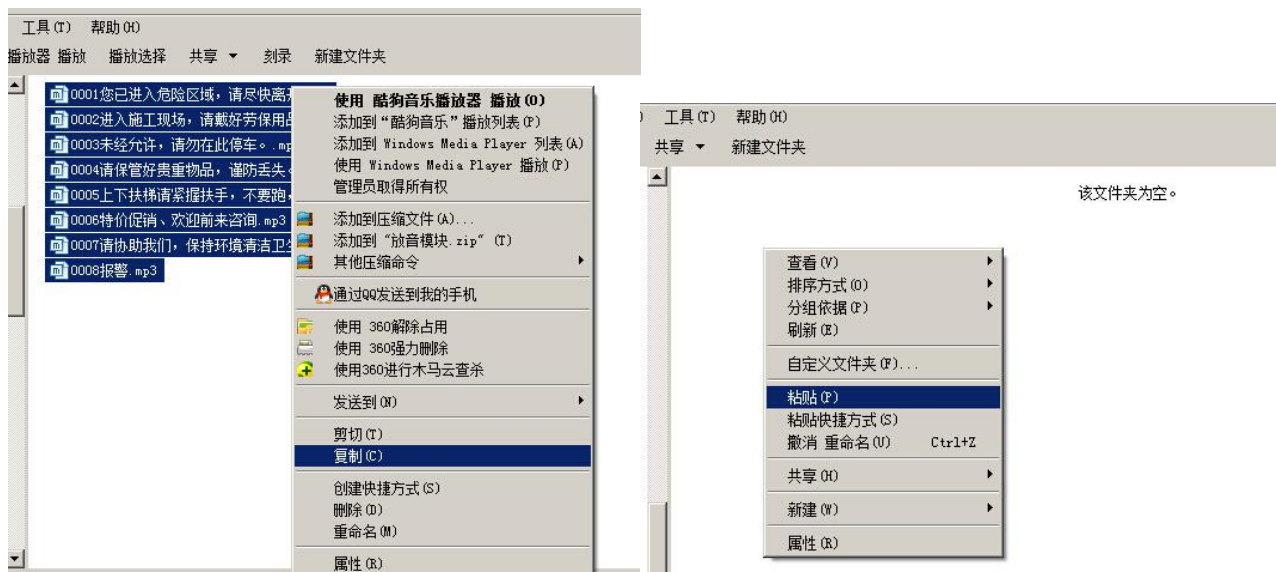 工具(T) 帮助(H)
播放器 播放 播放选择 共享 刻录 新建文件夹
0001您已进入危险区域，请尽快离
0002进入施工现场，请戴好劳保用品
0003未经允许，请勿在此停车。.mp
0004请保管好贵重物品，谨防丢失。
0005上下扶梯请紧握扶手，不要跑，
0006特价促销、欢迎前来咨询.mp3
0007请协助我们，保持环境清洁卫生
0008报警.mp3
使用 酷狗音乐播放器 播放(O)
添加到“酷狗音乐”播放列表(P)
添加到 Windows Media Player 列表(A)
使用 Windows Media Player 播放(P)
管理员取得所有权
添加到压缩文件(A)...
添加到 "放音模块.zip" (T)
其他压缩命令
通过QQ发送到我的手机
使用 360解除占用
使用 360强力删除
使用360进行木马云查杀
发送到(N)
剪切(T)
复制(C)
创建快捷方式(S)
删除(D)
重命名(M)
属性(R)
) 工具(T) 帮助(H)
共享 新建文件夹
该文件夹为空。
查看(V)
排序方式(O)
分组依据(P)
刷新(E)
自定义文件夹(F)...
粘贴(P)
粘贴快捷方式(S)
撤消 重命名(U) Ctrl+Z
共享(H)
新建(W)
属性(R)